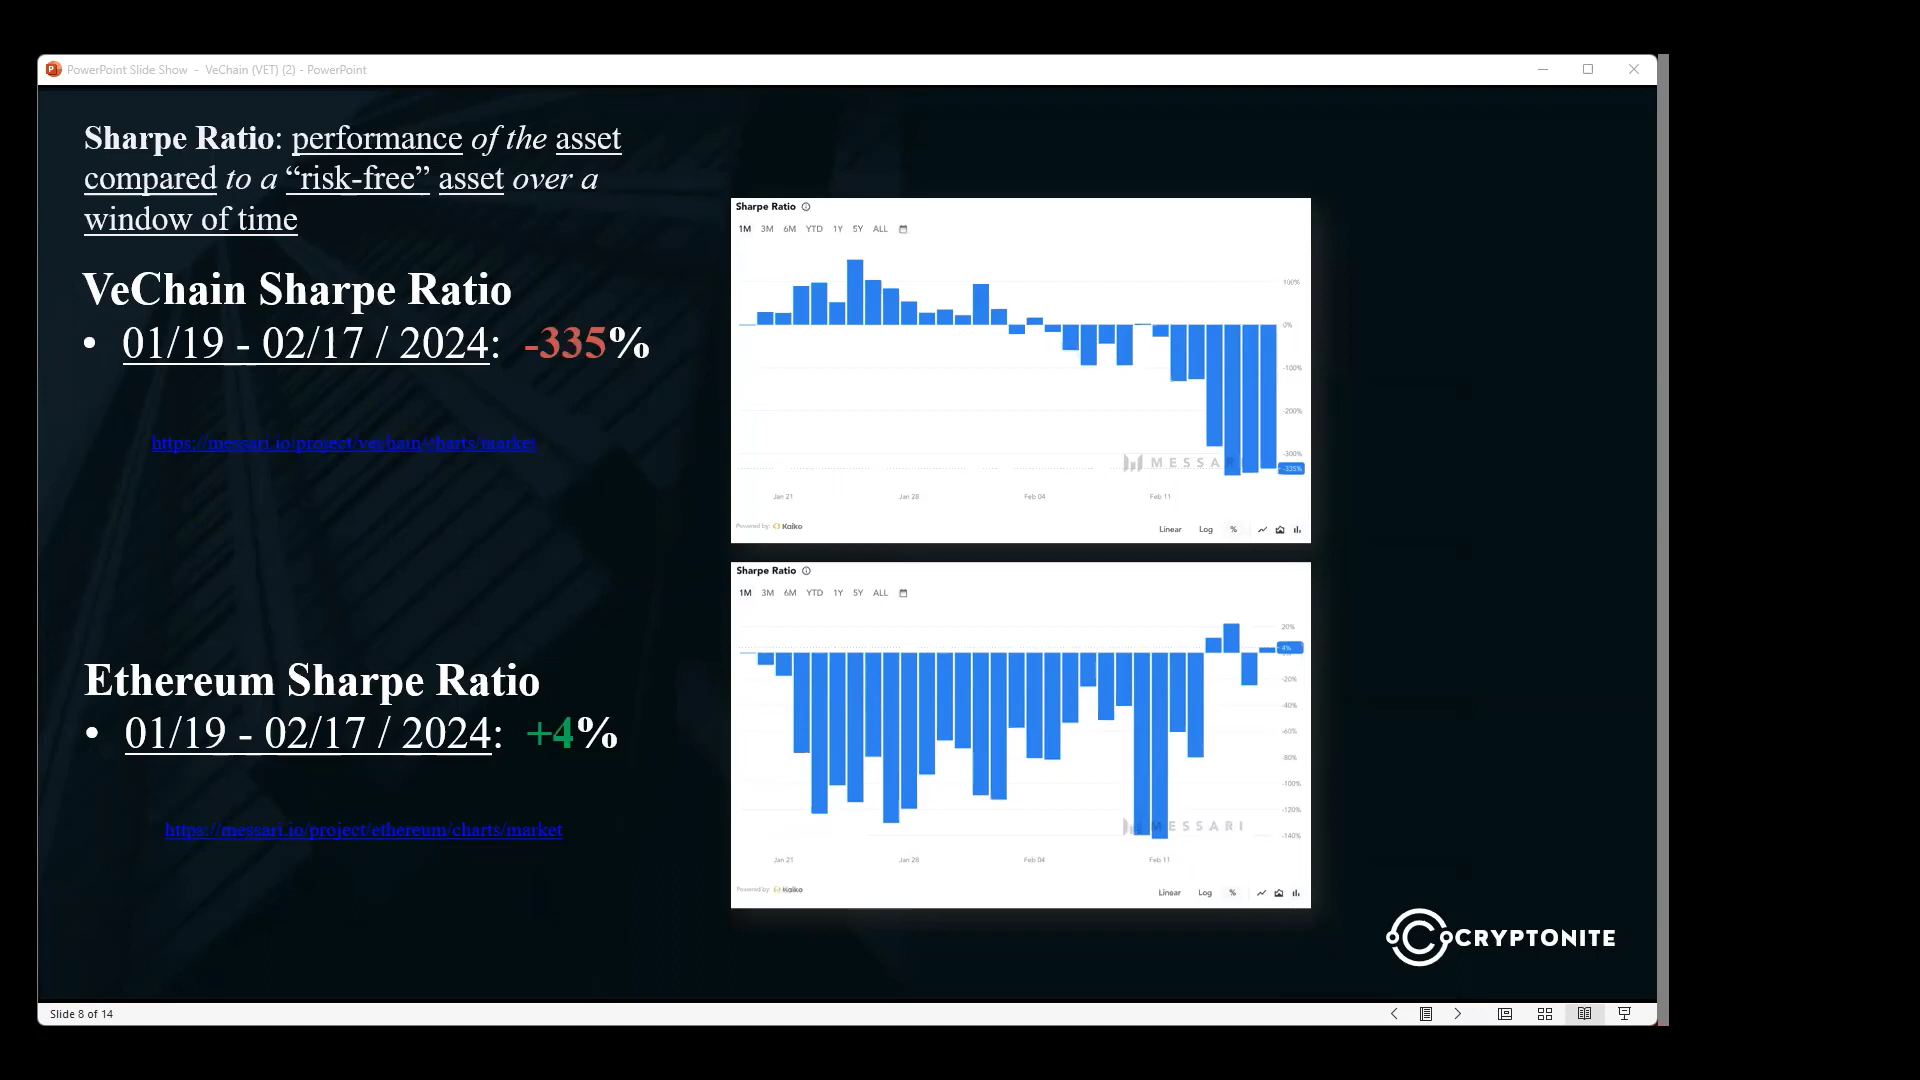 PowerPoint Slide Show - VeChain (VET) (2) - PowerPoint
Sharpe Ratio: performance of the asset
compared to a “risk-free” asset over a
window of time
VeChain Sharpe Ratio
• 01/19 - 02/17 / 2024: -335%
https://messari.io/project/vechain/charts/market
Sharpe Ratio
1M 3M 6M YTD 1Y 5Y ALL
100%
0%
-100%
-200%
-300%
-335%
MESSARI
Jan 21 Jan 28 Feb 04 Feb 11
Powered by: Kaiko
Linear Log %
Ethereum Sharpe Ratio
• 01/19 - 02/17 / 2024: +4%
https://messari.io/project/ethereum/charts/market
Sharpe Ratio
1M 3M 6M YTD 1Y 5Y ALL
20%
4%
-20%
-40%
-60%
-80%
-100%
-120%
-140%
MESSARI
Jan 21 Jan 28 Feb 04 Feb 11
Powered by Kaiko
Linear Log %
CRYPTONITE
Slide 8 of 14